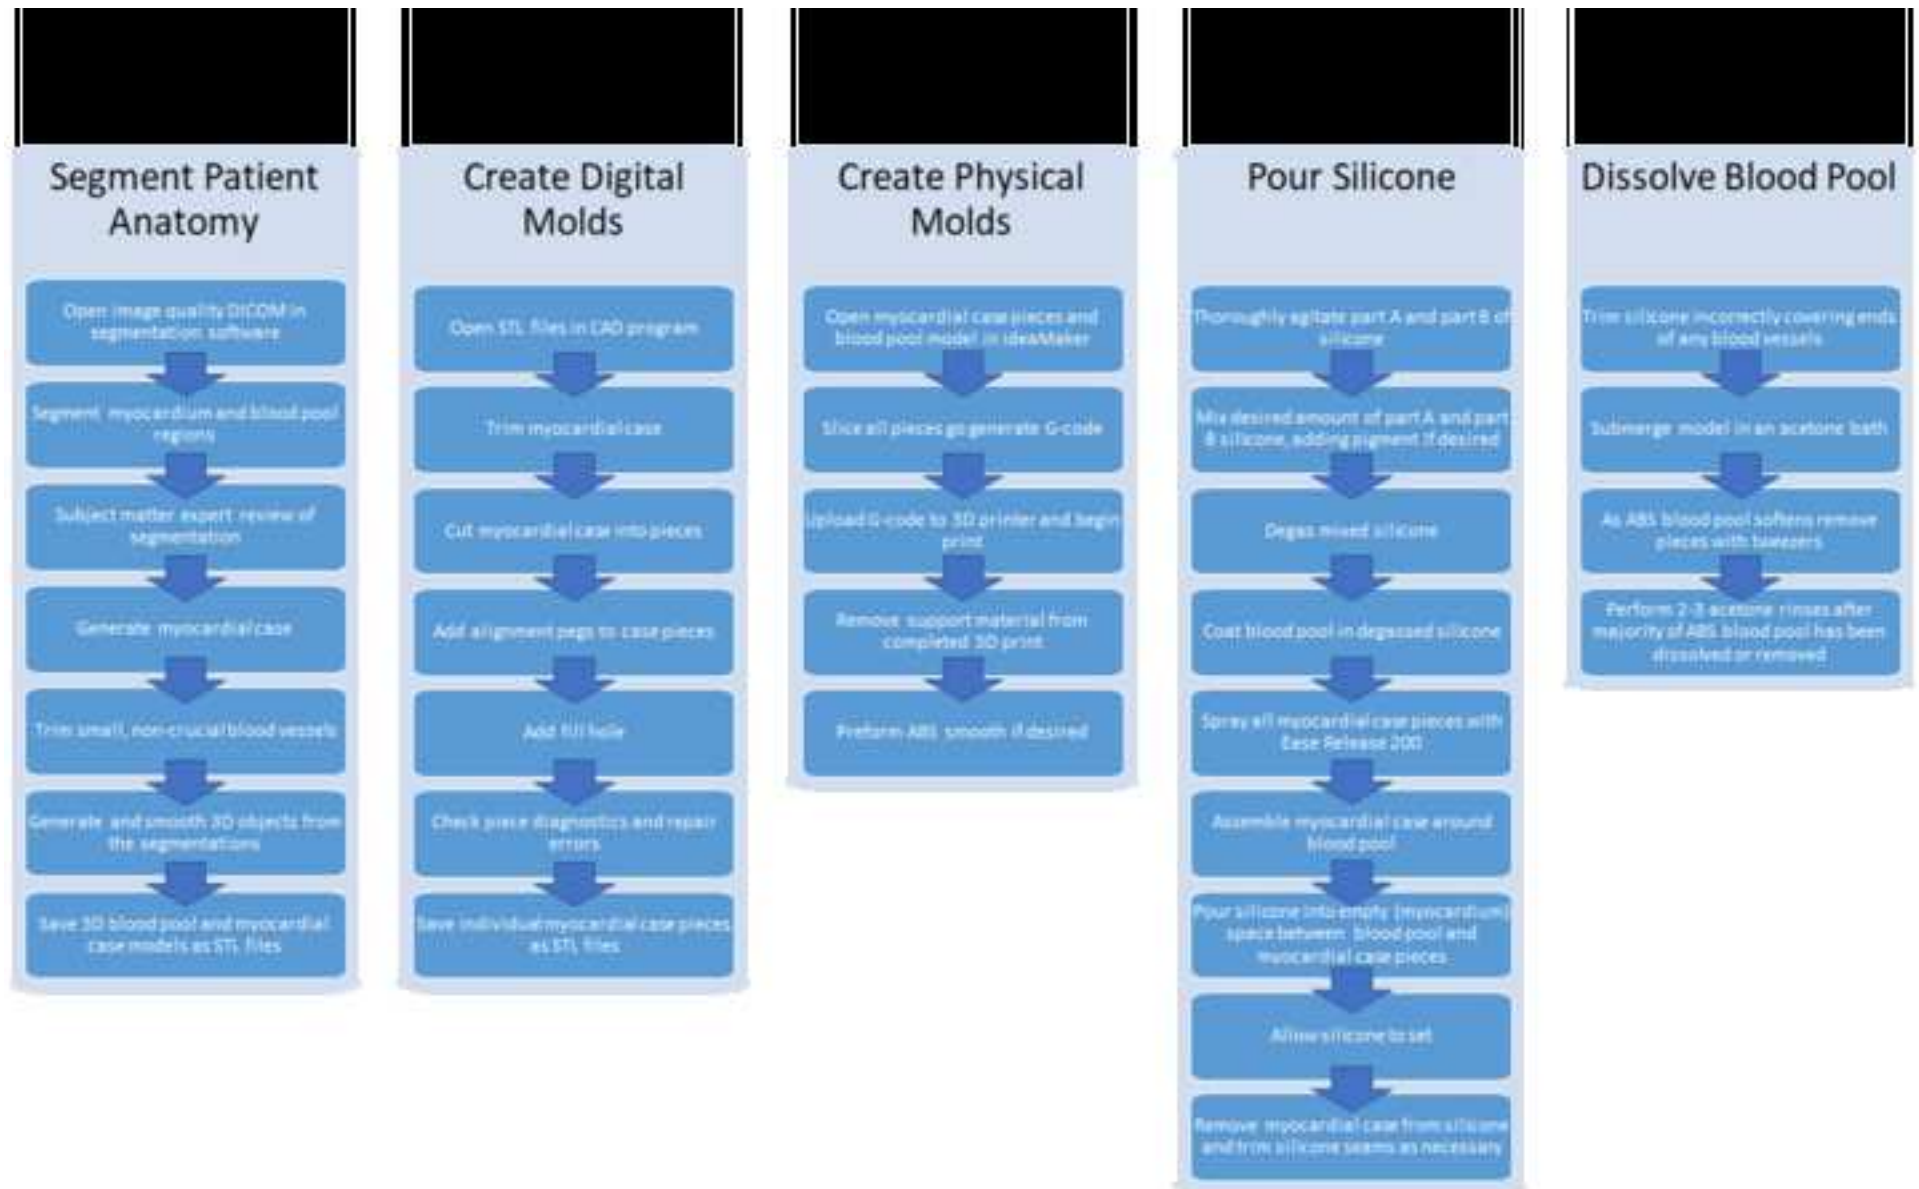 Segment Patient
Anatomy
Open image quality DICOM in
segmentation software
Segment myocardium and blood pool
regions
Subject matter expert review of
segmentation
Generate myocardial case
Trim small, non-crucial blood vessels
Generate and smooth 3D objects from
the segmentations
Save 3D blood pool and myocardial
case models as STL files
Create Digital
Molds
Open STL files in CAD program
Trim myocardial case
Cut myocardial case into pieces
Add alignment pegs to case pieces
Add fill hole
Check piece diagnostics and repair
errors
Save individual myocardial case pieces
as STL files
Create Physical
Molds
Open myocardial case pieces and
blood pool model in ideaMaker
Slice all pieces go generate G-code
Upload G-code to 3D printer and begin
print
Remove support material from
completed 3D print
Preform ABS smooth if desired
Pour Silicone
Thoroughly agitate part A and part B of
silicone
Mix desired amount of part A and part
B silicone, adding pigment if desired
Degas mixed silicone
Coat blood pool in degassed silicone
Spray all myocardial case pieces with
Ease Release 200
Assemble myocardial case around
blood pool
Pour silicone into empty (myocardium)
space between blood pool and
myocardial case pieces
Allow silicone to set
Remove myocardial case from silicone
and trim silicone seems as necessary
Dissolve Blood Pool
Trim silicone incorrectly covering ends
of any blood vessels
Submerge model in an acetone bath
As ABS blood pool softens remove
pieces with tweezers
Perform 2-3 acetone rinses after
majority of ABS blood pool has been
dissolved or removed